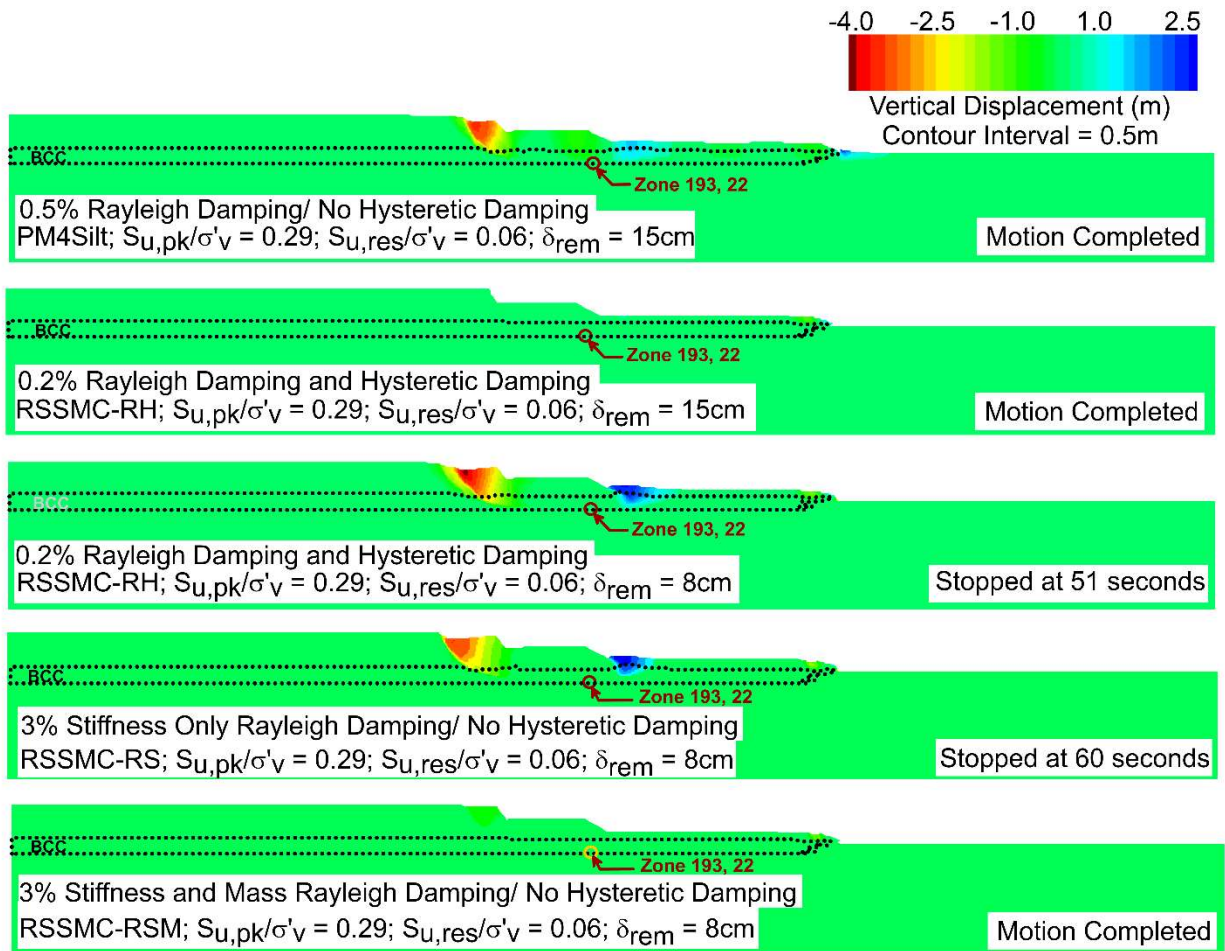 -4.0 -2.5 -1.0 1.0 2.5
Vertical Displacement (m)
Contour Interval = 0.5m
BCC
Zone 193, 22
0.5% Rayleigh Damping/ No Hysteretic Damping
PM4Silt; Su,pk/σ'v = 0.29; Su,res/σ'v = 0.06; δrem = 15cm
Motion Completed
BCC
Zone 193, 22
0.2% Rayleigh Damping and Hysteretic Damping
RSSMC-RH; Su,pk/σ'v = 0.29; Su,res/σ'v = 0.06; δrem = 15cm
Motion Completed
BCC
Zone 193, 22
0.2% Rayleigh Damping and Hysteretic Damping
RSSMC-RH; Su,pk/σ'v = 0.29; Su,res/σ'v = 0.06; δrem = 8cm
Stopped at 51 seconds
BCC
Zone 193, 22
3% Stiffness Only Rayleigh Damping/ No Hysteretic Damping
RSSMC-RS; Su,pk/σ'v = 0.29; Su,res/σ'v = 0.06; δrem = 8cm
Stopped at 60 seconds
BCC
Zone 193, 22
3% Stiffness and Mass Rayleigh Damping/ No Hysteretic Damping
RSSMC-RSM; Su,pk/σ'v = 0.29; Su,res/σ'v = 0.06; δrem = 8cm
Motion Completed